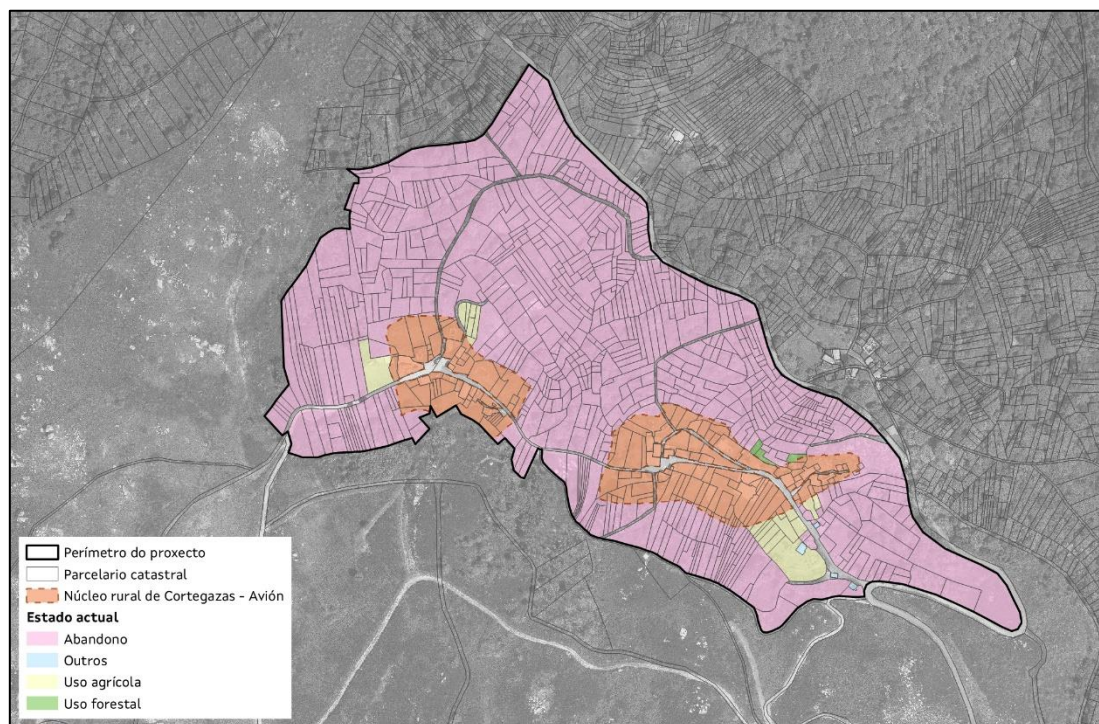 Perímetro do proxecto
Parcelario catastral
Núcleo rural de Cortegazas - Avión
Estado actual
Abandono
Outros
Uso agrícola
Uso forestal